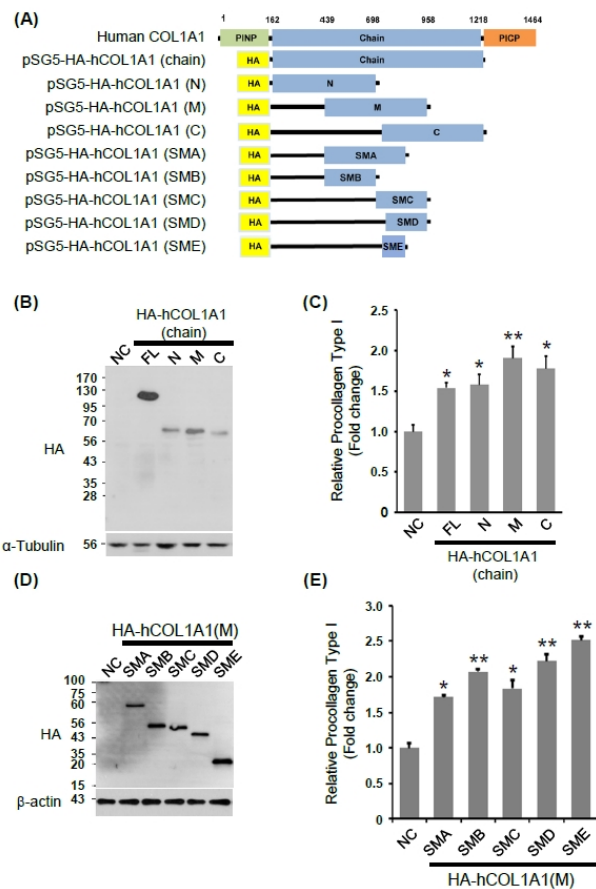 (A)
1 162 439 698 958 1218 1464
Human COL1A1 PINP Chain PICP
pSG5-HA-hCOL1A1 (chain) HA Chain
pSG5-HA-hCOL1A1 (N) HA N
pSG5-HA-hCOL1A1 (M) HA M
pSG5-HA-hCOL1A1 (C) HA C
pSG5-HA-hCOL1A1 (SMA) HA SMA
pSG5-HA-hCOL1A1 (SMB) HA SMB
pSG5-HA-hCOL1A1 (SMC) HA SMC
pSG5-HA-hCOL1A1 (SMD) HA SMD
pSG5-HA-hCOL1A1 (SME) HA SME
(B)
HA-hCOL1A1
(chain)
NC FL N M C
170
130
95
70
56
43
35
28
HA
α-Tubulin 56
(C)
Relative Procollagen Type I
(Fold change)
2.5
2.0
1.5
1.0
0.5
0
* * ** *
NC FL N M C
HA-hCOL1A1
(chain)
(D)
HA-hCOL1A1(M)
NC SMA SMB SMC SMD SME
100
75
60
56
43
35
20
15
HA
β-actin 43
(E)
Relative Procollagen Type I
(Fold change)
3.0
2.5
2.0
1.5
1.0
0.5
0
* ** * ** **
NC SMA SMB SMC SMD SME
HA-hCOL1A1(M)